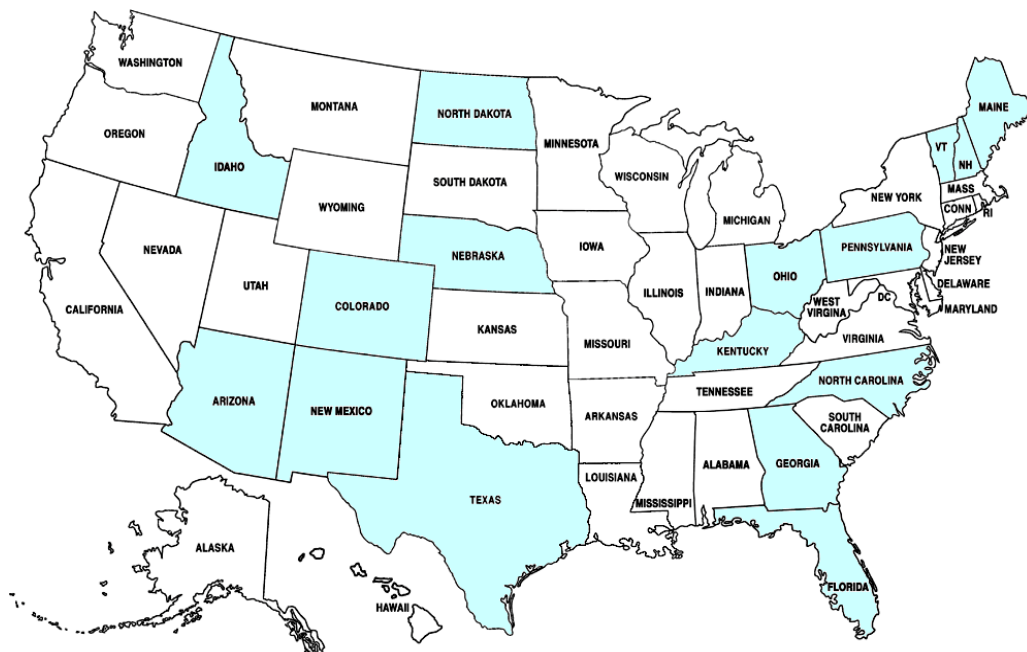 WASHINGTON
MONTANA
NORTH DAKOTA
MINNESOTA
MAINE
OREGON
IDAHO
VT
NH
WISCONSIN
SOUTH DAKOTA
MICHIGAN
NEW YORK
MASS
CONN
RI
WYOMING
NEVADA
NEBRASKA
IOWA
PENNSYLVANIA
NEW
JERSEY
UTAH
COLORADO
ILLINOIS
INDIANA
OHIO
WEST
VIRGINA
DC
DELAWARE
MARYLAND
CALIFORNIA
KANSAS
MISSOURI
KENTUCKY
VIRGINIA
ARIZONA
NEW MEXICO
OKLAHOMA
ARKANSAS
TENNESSEE
NORTH CAROLINA
SOUTH
CAROLINA
TEXAS
LOUISIANA
MISSISSIPPI
ALABAMA
GEORGIA
ALASKA
HAWAII
FLORIDA